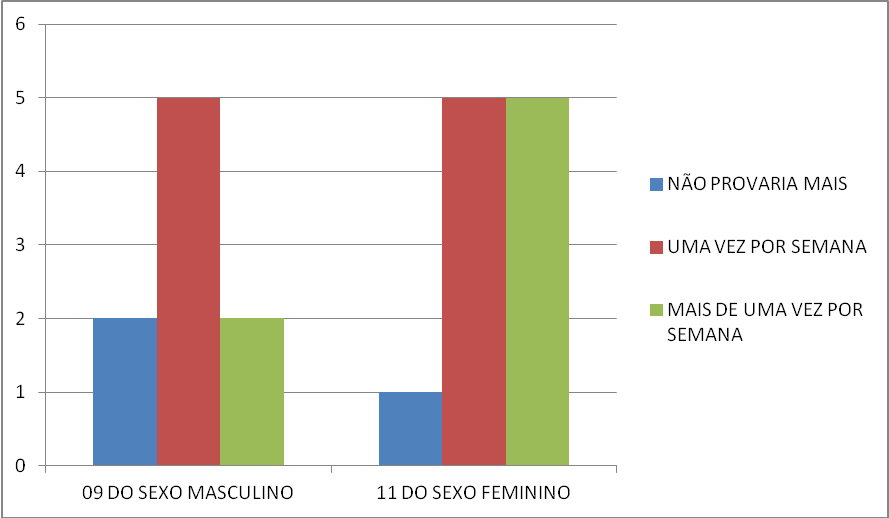 6
5
4
3
2
1
0
09 DO SEXO MASCULINO
11 DO SEXO FEMININO
NÃO PROVARIA MAIS
UMA VEZ POR SEMANA
MAIS DE UMA VEZ POR
SEMANA